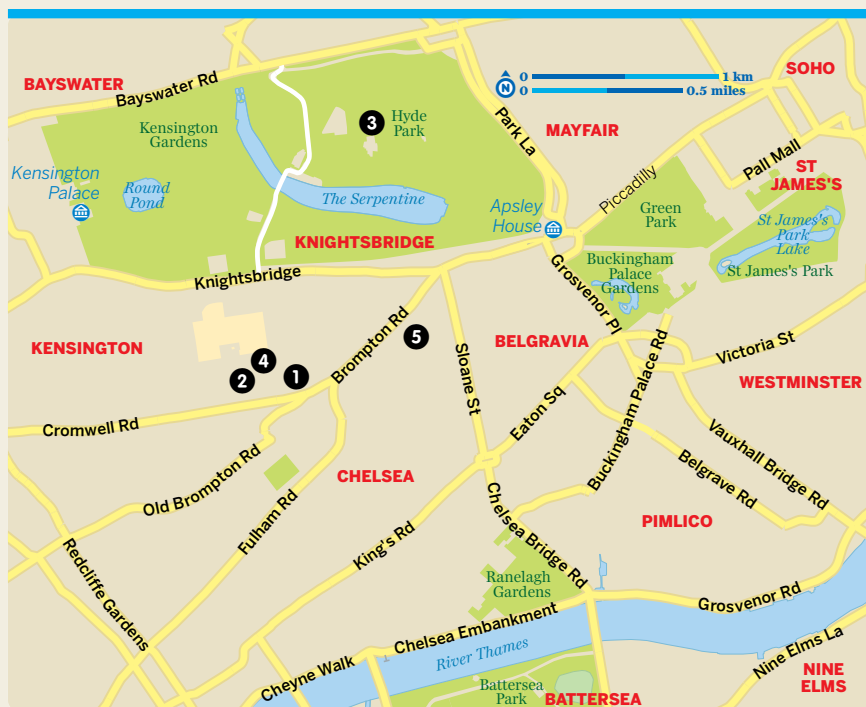 BAYSWATER
Bayswater Rd
0
1 km
0
0.5 miles
N
SOHO
Kensington
Gardens
3
Hyde
Park
Park La
MAYFAIR
Pall Mall
ST
JAMES'S
Kensington
Palace
Round
Pond
The Serpentine
Apsley
House
Piccadilly
Green
Park
St James's
Park
Lake
KNIGHTSBRIDGE
Knightsbridge
Buckingham
Palace
Gardens
St James's Park
Grosvenor Pl
KENSINGTON
4
2
1
Brompton Rd
5
Sloane St
BELGRAVIA
Victoria St
WESTMINSTER
Cromwell Rd
Eaton Sq
Buckingham Palace Rd
Vauxhall Bridge Rd
Old Brompton Rd
CHELSEA
Belgrave Rd
Fulham Rd
King's Rd
Chelsea Bridge Rd
PIMLICO
Redcliffe Gardens
Ranelagh
Gardens
Grosvenor Rd
Chelsea Embankment
River Thames
Cheyne Walk
Nine Elms La
NINE
ELMS
Battersea
Park
BATTERSEA